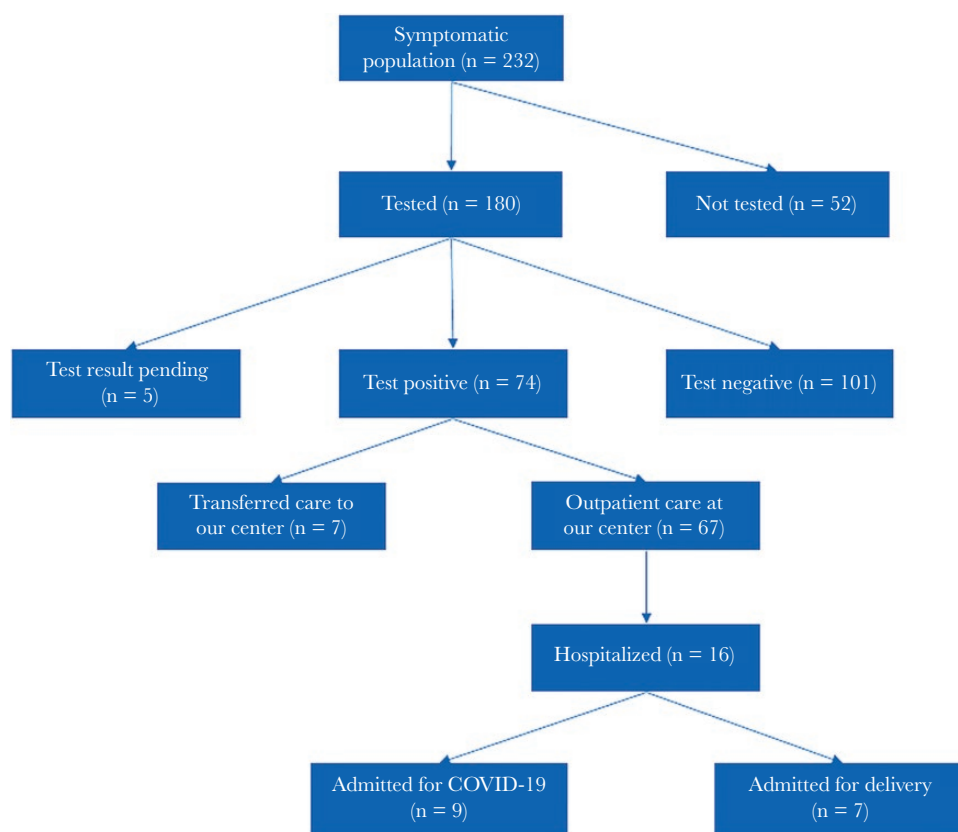 Symptomatic
population (n = 232)
Tested (n = 180)
Not tested (n = 52)
Test result pending
(n = 5)
Test positive (n = 74)
Test negative (n = 101)
Transferred care to
our center (n = 7)
Outpatient care at
our center (n = 67)
Hospitalized (n = 16)
Admitted for COVID-19
(n = 9)
Admitted for delivery
(n = 7)